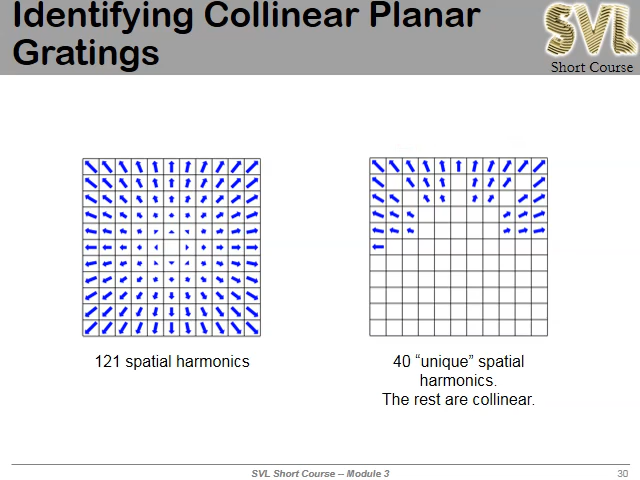 Identifying Collinear Planar
Gratings
SVL
Short Course
121 spatial harmonics
40 “unique” spatial
harmonics.
The rest are collinear.
SVL Short Course – Module 3
30